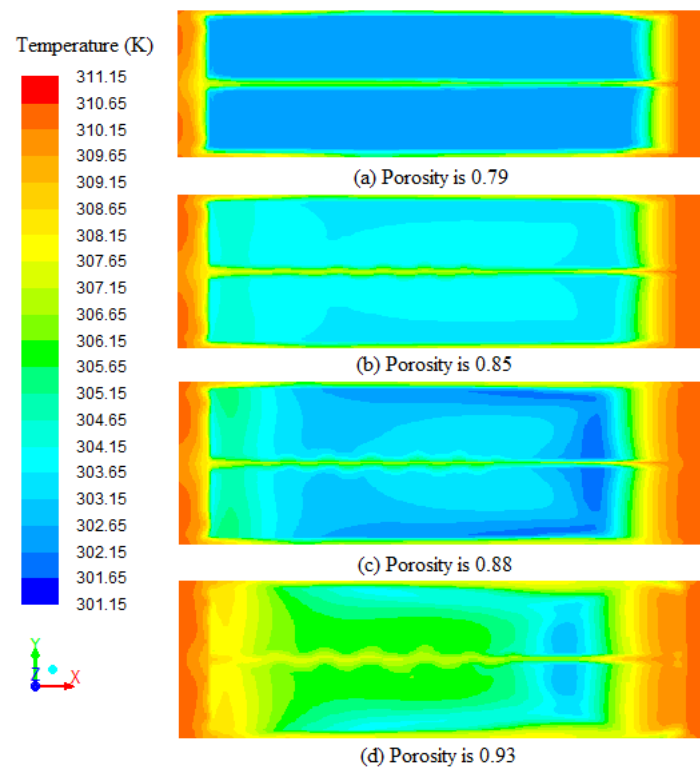 Temperature (K)
311.15
310.65
310.15
309.65
309.15
308.15
307.65
307.15
306.65
306.15
305.65
305.15
304.65
304.15
303.65
303.15
302.65
302.15
301.65
301.15
Y
Z
X
(a) Porosity is 0.79
(b) Porosity is 0.85
(c) Porosity is 0.88
(d) Porosity is 0.93